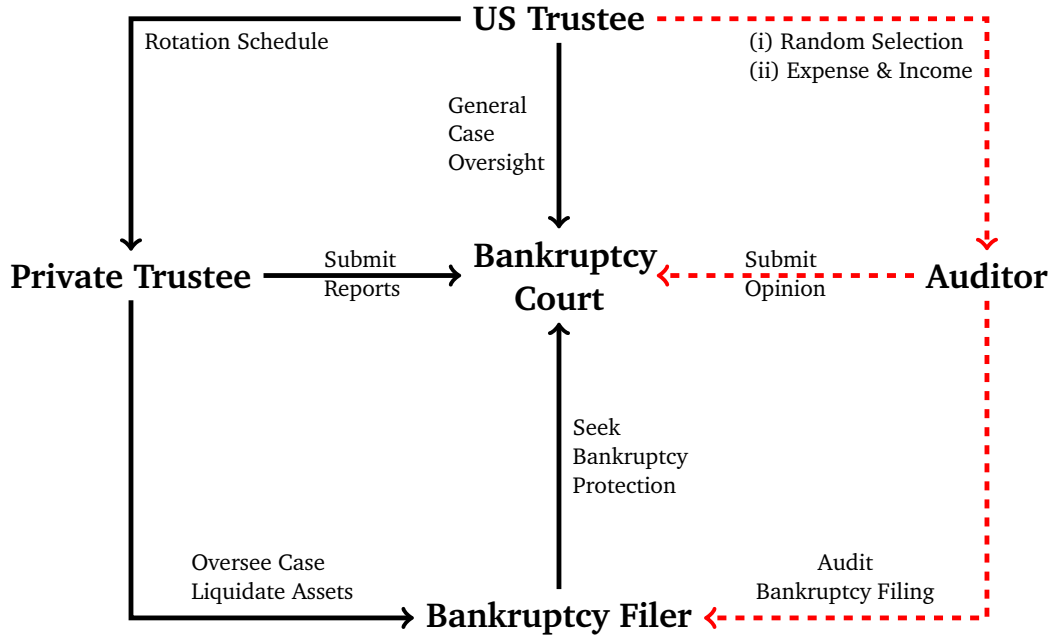 US Trustee
Rotation Schedule
(i) Random Selection
(ii) Expense & Income
General
Case
Oversight
Private Trustee
Submit
Reports
Bankruptcy
Court
Submit
Opinion
Auditor
Seek
Bankruptcy
Protection
Oversee Case
Liquidate Assets
Audit
Bankruptcy Filing
Bankruptcy Filer